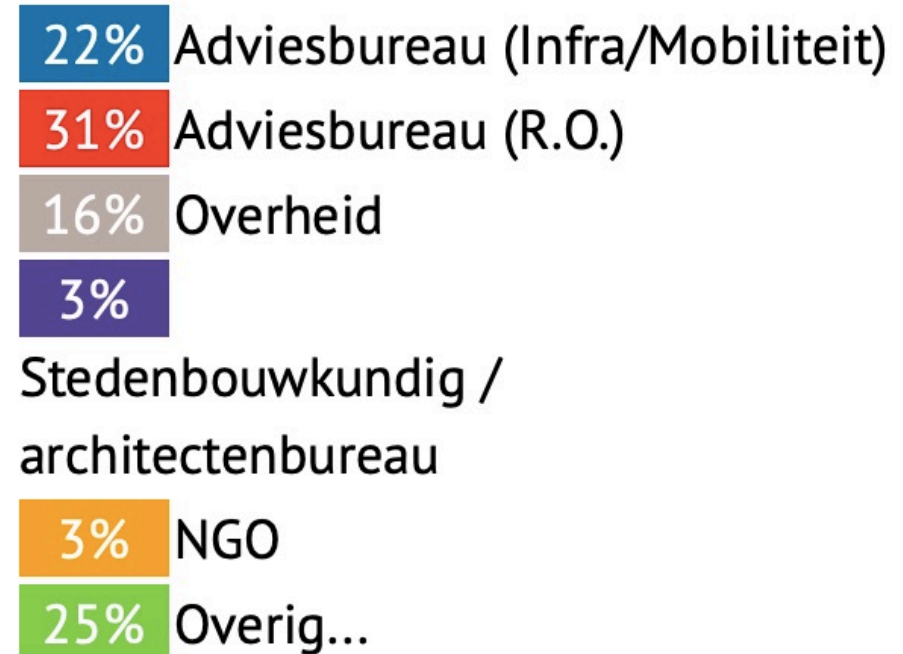 22% Adviesbureau (Infra/Mobiliteit)
31% Adviesbureau (R.O.)
16% Overheid
3%
Stedenbouwkundig /
architectenbureau
3% NGO
25% Overig...